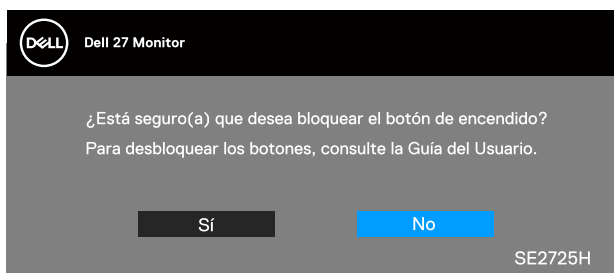 DELL
Dell 27 Monitor
¿Está seguro(a) que desea bloquear el botón de encendido?
Para desbloquear los botones, consulte la Guía del Usuario.
Sí
No
SE2725H